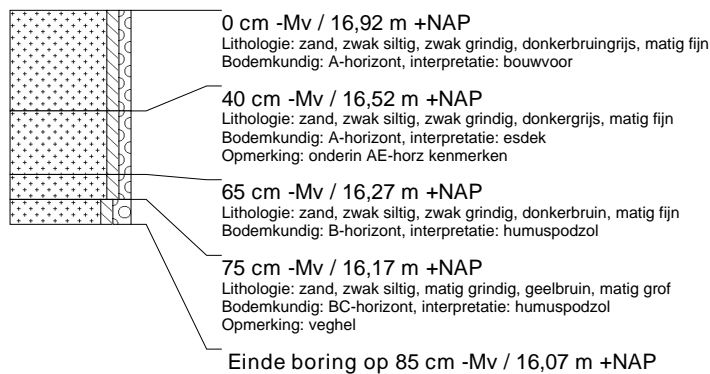 0 cm -Mv / 16,92 m +NAP
Lithologie: zand, zwak siltig, zwak grindig, donkerbruingrijs, matig fijn
Bodemkundig: A-horizont, interpretatie: bouwvoor
40 cm -Mv / 16,52 m +NAP
Lithologie: zand, zwak siltig, zwak grindig, donkergrijs, matig fijn
Bodemkundig: A-horizont, interpretatie: esdek
Opmerking: onderin AE-horz kenmerken
65 cm -Mv / 16,27 m +NAP
Lithologie: zand, zwak siltig, zwak grindig, donkerbruin, matig fijn
Bodemkundig: B-horizont, interpretatie: humuspodzol
75 cm -Mv / 16,17 m +NAP
Lithologie: zand, zwak siltig, matig grindig, geelbruin, matig grof
Bodemkundig: BC-horizont, interpretatie: humuspodzol
Opmerking: veghel
Einde boring op 85 cm -Mv / 16,07 m +NAP